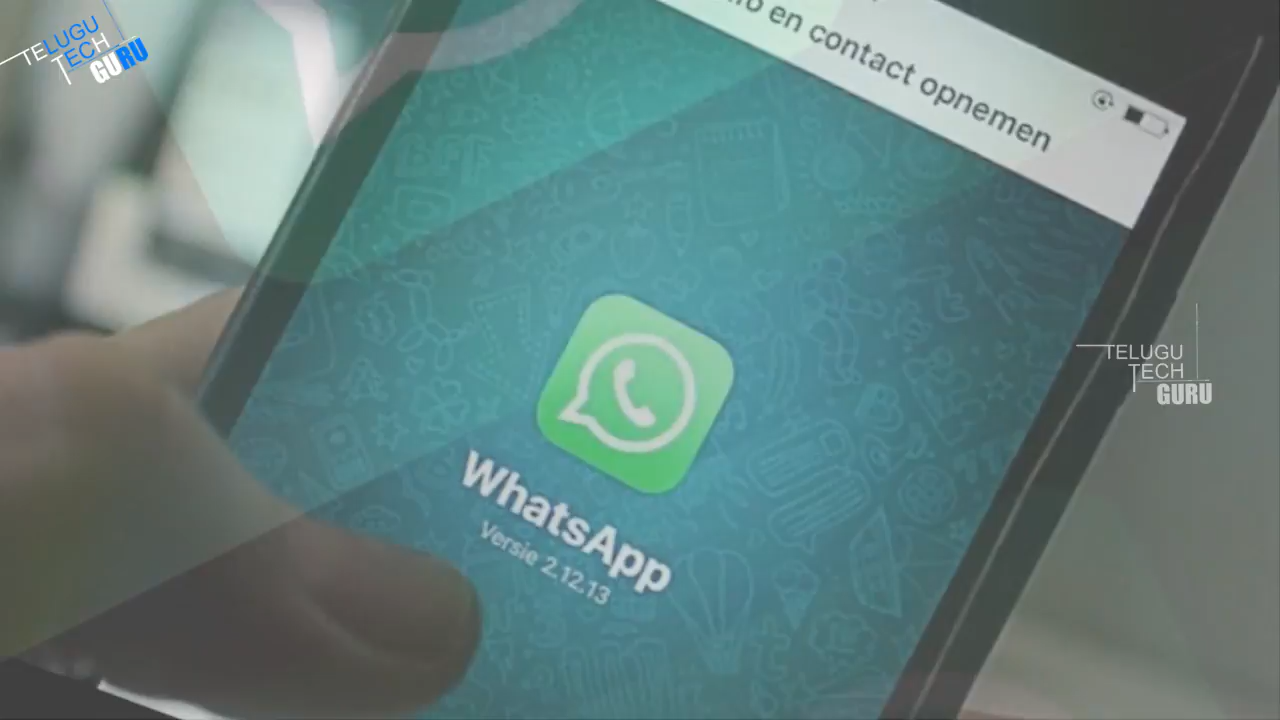 TELUGU
TECH
GURU
en contact opnemen
WhatsApp
Versie 2.12.13
TELUGU
TECH
GURU